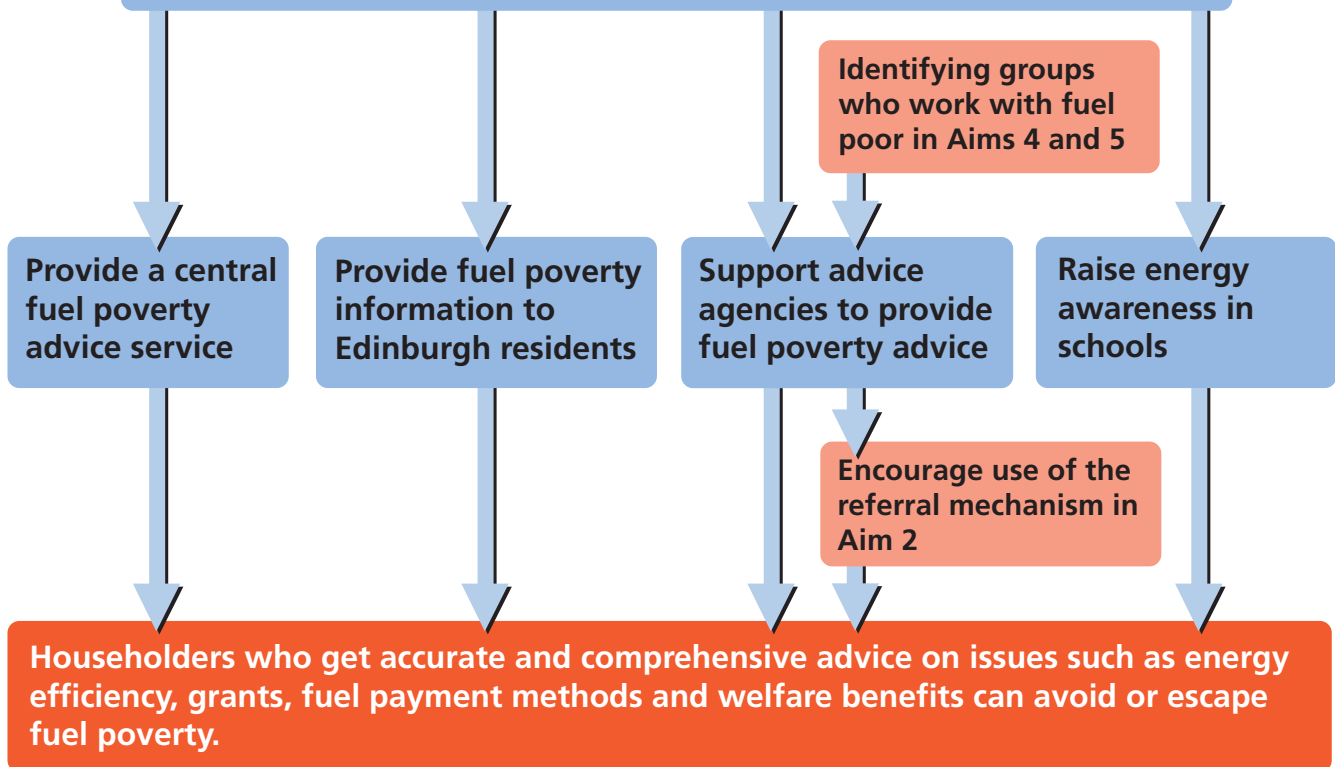 Identifying groups
who work with fuel
poor in Aims 4 and 5
Provide a central
fuel poverty
advice service
Provide fuel poverty
information to
Edinburgh residents
Support advice
agencies to provide
fuel poverty advice
Raise energy
awareness in
schools
Encourage use of the
referral mechanism in
Aim 2
Householders who get accurate and comprehensive advice on issues such as energy
efficiency, grants, fuel payment methods and welfare benefits can avoid or escape
fuel poverty.